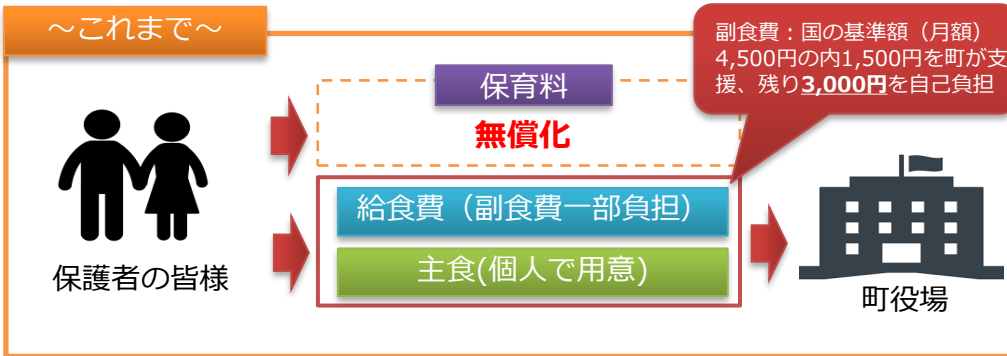 ～これまで～
副食費：国の基準額（月額）
4,500円の内1,500円を町が支
援、残り3,000円を自己負担
保育料
無償化
給食費（副食費一部負担）
主食(個人で用意)
保護者の皆様
町役場